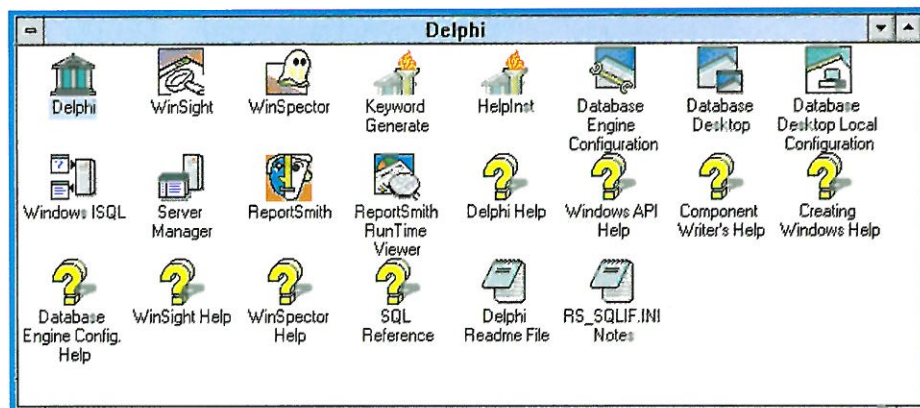 Delphi
Delphi
WinSight
WinSpector
Keyword
Generate
HelpInst
Database
Engine
Configuration
Database
Desktop
Database
Desktop Local
Configuration
Windows ISQL
Server
Manager
ReportSmith
ReportSmith
RunTime
Viewer
Delphi Help
Windows API
Help
Component
Writer's Help
Creating
Windows Help
Database
Engine Config.
Help
WinSight Help
WinSpector
Help
SQL
Reference
Delphi
Readme File
RS_SQLIF.INI
Notes